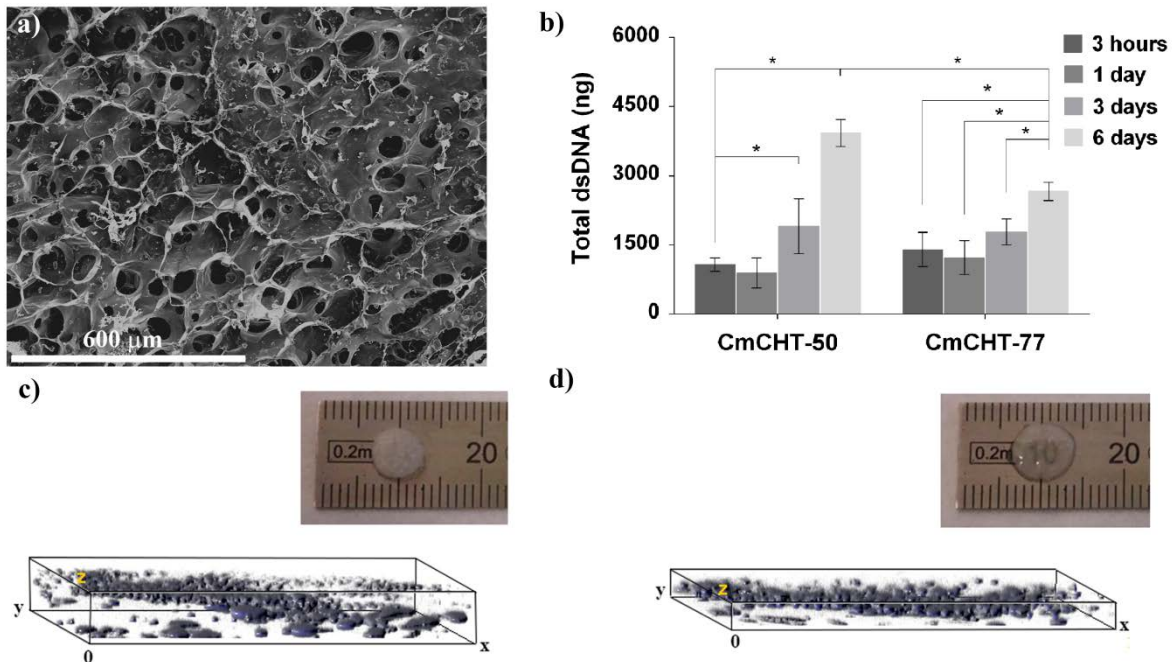 a)
600 μm
b)
Total dsDNA (ng)
6000
4500
3000
1500
0
*
*
*
*
*
*
CmCHT-50
CmCHT-77
3 hours
1 day
3 days
6 days
c)
0.2m
20
z
y
x
0
d)
0.2m
10
20
z
y
x
0